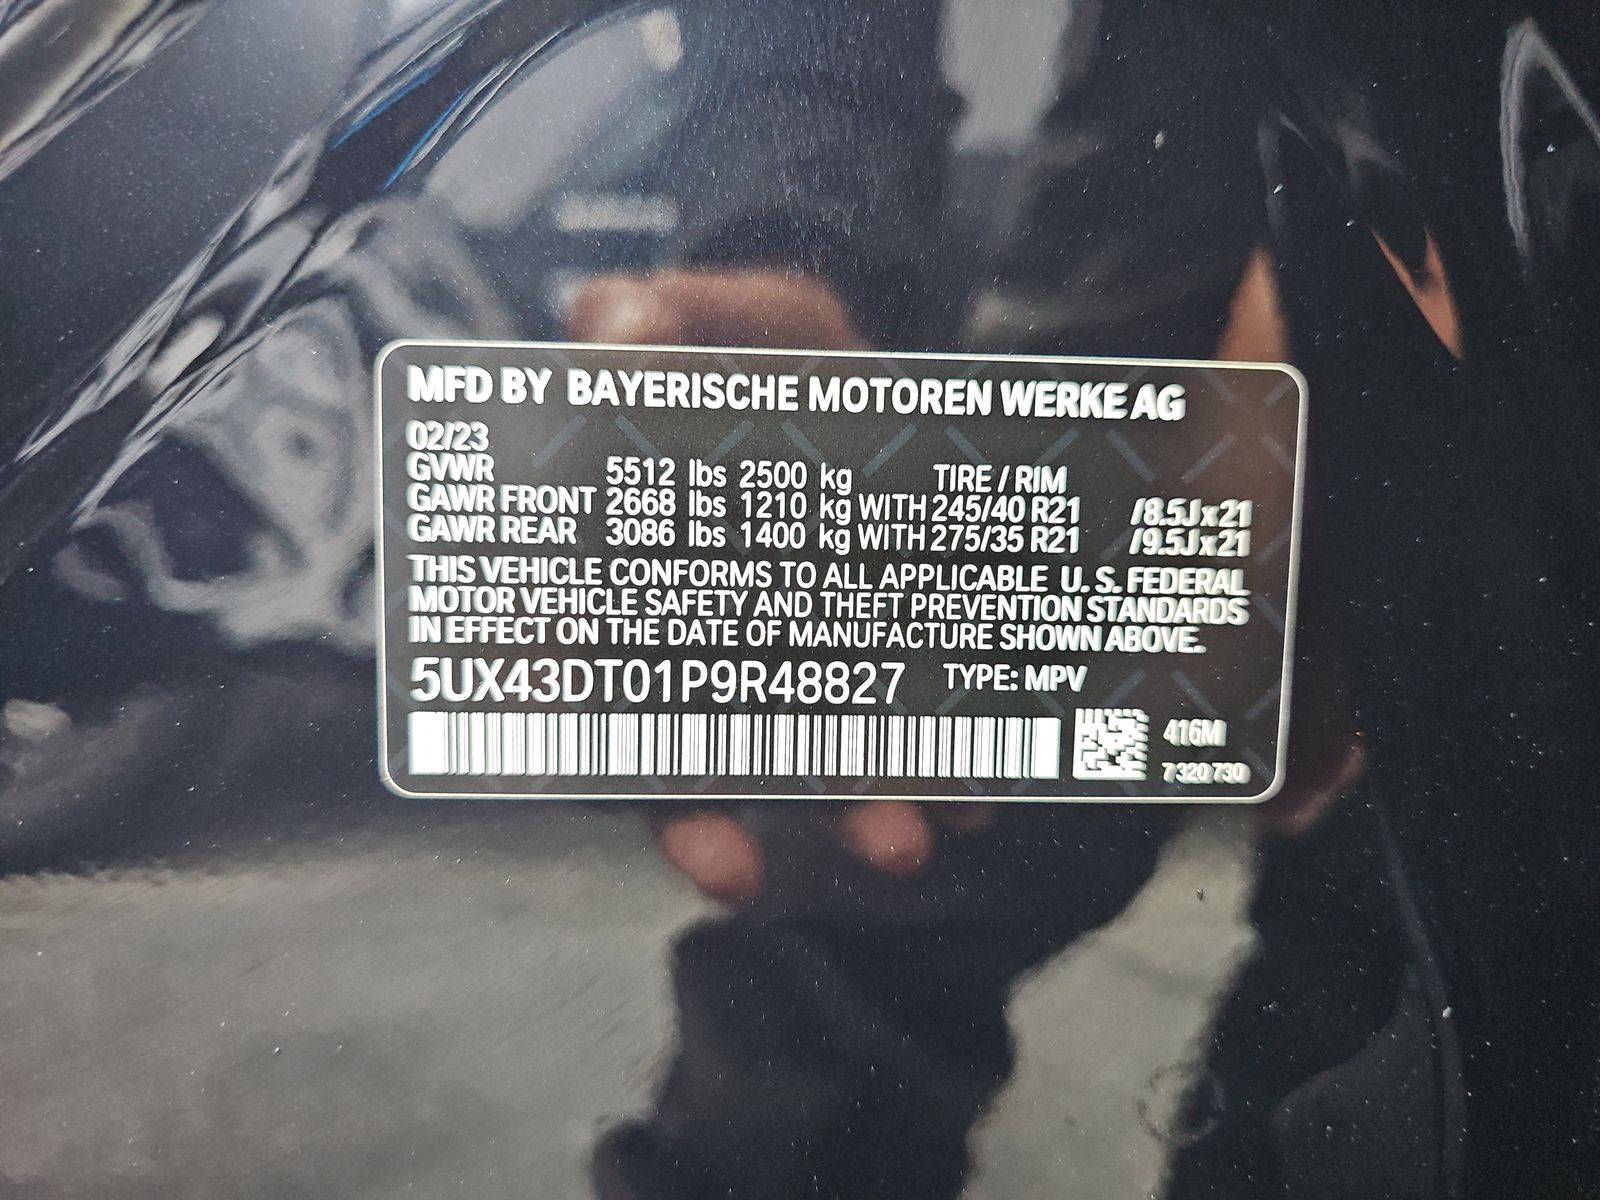 MFD BY BAYERISCHE MOTOREN WERKE AG
02/23
GVWR 5512 lbs 2500 kg TIRE / RIM
GAWR FRONT 2668 lbs 1210 kg WITH 245/40 R21 /8.5Jx21
GAWR REAR 3086 lbs 1400 kg WITH 275/35 R21 /9.5Jx21
THIS VEHICLE CONFORMS TO ALL APPLICABLE U. S. FEDERAL
MOTOR VEHICLE SAFETY AND THEFT PREVENTION STANDARDS
IN EFFECT ON THE DATE OF MANUFACTURE SHOWN ABOVE.
5UX43DT01P9R48827 TYPE: MPV
416M
7 320 730